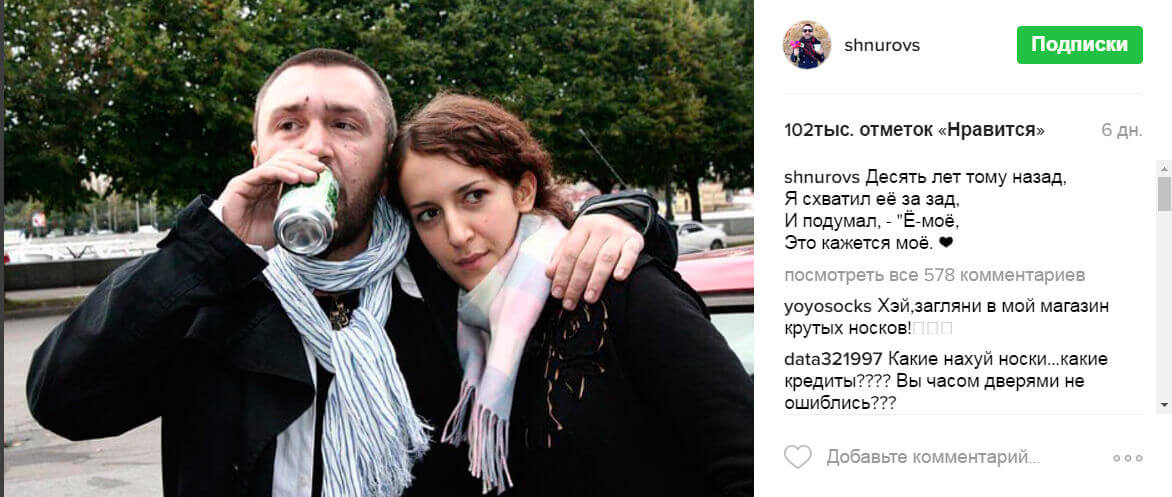 shnurovs
Подписки
102тыс. отметок «Нравится»
6 дн.
shnurovs Десять лет тому назад,
Я схватил её за зад,
И подумал, - "Ё-моё,
Это кажется моё. ❤
посмотреть все 578 комментариев
yoyosocks Хэй,загляни в мой магазин
крутых носков!
data321997 Какие нахуй носки...какие
кредиты???? Вы часом дверями не
ошиблись???
Добавьте комментарий...